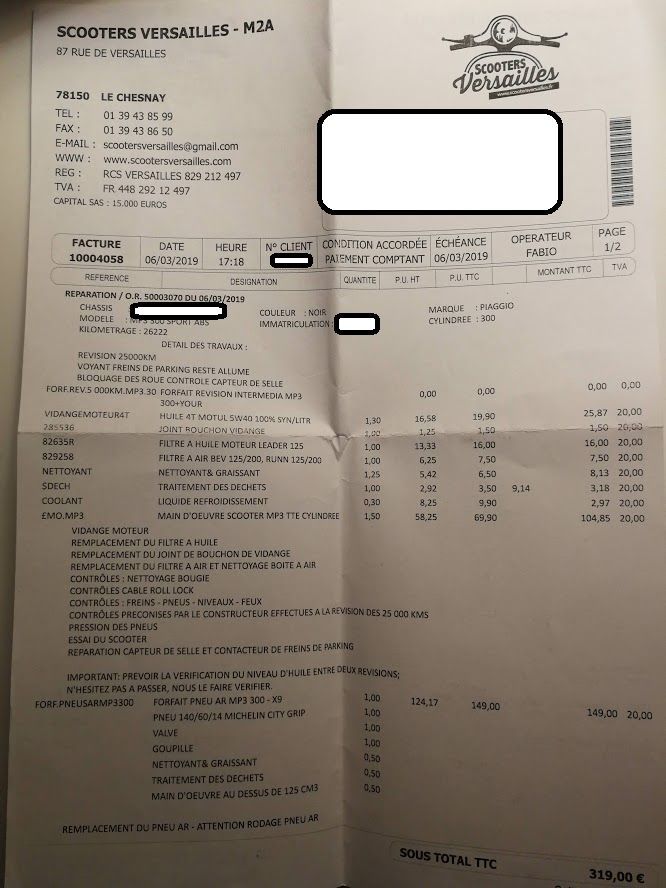 SCOOTERS VERSAILLES - M2A
87 RUE DE VERSAILLES
SCOOTERS
Versailles
www.scootersversailles.fr
78150 LE CHESNAY
TEL : 01 39 43 85 99
FAX : 01 39 43 86 50
E-MAIL : scootersversailles@gmail.com
WWW : www.scootersversailles.com
REG : RCS VERSAILLES 829 212 497
TVA : FR 448 292 12 497
CAPITAL SAS : 15.000 EUROS
FACTURE DATE HEURE N° CLIENT CONDITION ACCORDÉE ÉCHÉANCE OPERATEUR PAGE
10004058 06/03/2019 17:18 PAIEMENT COMPTANT 06/03/2019 FABIO 1/2
REFERENCE DESIGNATION QUANTITE P.U. HT P.U. TTC MONTANT TTC TVA
REPARATION / O.R. 50003070 DU 06/03/2019
CHASSIS COULEUR : NOIR MARQUE : PIAGGIO
MODELE : MP3 300 SPORT ABS IMMATRICULATION : CYLINDREE : 300
KILOMETRAGE : 26222
DETAIL DES TRAVAUX :
REVISION 25000KM
VOYANT FREINS DE PARKING RESTE ALLUME
BLOQUAGE DES ROUE CONTROLE CAPTEUR DE SELLE
FORF.REV.5 000KM.MP3.30 FORFAIT REVISION INTERMEDIA MP3 0,00 0,00 0,00 0,00
300+YOUR
VIDANGEMOTEUR4T HUILE 4T MOTUL 5W40 100% SYN/LITR 1,30 16,58 19,90 25,87 20,00
285536 JOINT BOUCHON VIDANGE 1,00 1,25 1,50 1,50 20,00
82635R FILTRE A HUILE MOTEUR LEADER 125 1,00 13,33 16,00 16,00 20,00
829258 FILTRE A AIR BEV 125/200, RUNN 125/200 1,00 6,25 7,50 7,50 20,00
NETTOYANT NETTOYANT& GRAISSANT 1,25 5,42 6,50 8,13 20,00
$DECH TRAITEMENT DES DECHETS 1,00 2,92 3,50 9,14 3,18 20,00
COOLANT LIQUIDE REFROIDISSEMENT 0,30 8,25 9,90 2,97 20,00
£MO.MP3 MAIN D'OEUVRE SCOOTER MP3 TTE CYLINDREE 1,50 58,25 69,90 104,85 20,00
VIDANGE MOTEUR
REMPLACEMENT DU FILTRE A HUILE
REMPLACEMENT DU JOINT DE BOUCHON DE VIDANGE
REMPLACEMENT DU FILTRE A AIR ET NETTOYAGE BOITE A AIR
CONTRÔLES : NETTOYAGE BOUGIE
CONTRÔLES CABLE ROLL LOCK
CONTRÔLES : FREINS - PNEUS - NIVEAUX - FEUX
CONTRÔLES PRECONISES PAR LE CONSTRUCTEUR EFFECTUES A LA REVISION DES 25 000 KMS
PRESSION DES PNEUS
ESSAI DU SCOOTER
REPARATION CAPTEUR DE SELLE ET CONTACTEUR DE FREINS DE PARKING
IMPORTANT: PREVOIR LA VERIFICATION DU NIVEAU D'HUILE ENTRE DEUX REVISIONS;
N'HESITEZ PAS A PASSER, NOUS LE FAIRE VERIFIER.
FORF.PNEUSARMP3300 FORFAIT PNEU AR MP3 300 - X9 1,00 124,17 149,00 149,00 20,00
PNEU 140/60/14 MICHELIN CITY GRIP 1,00
VALVE 1,00
GOUPILLE 1,00
NETTOYANT& GRAISSANT 0,50
TRAITEMENT DES DECHETS 0,50
MAIN D'OEUVRE AU DESSUS DE 125 CM3 0,50
REMPLACEMENT DU PNEU AR - ATTENTION RODAGE PNEU AR
SOUS TOTAL TTC 319,00 €